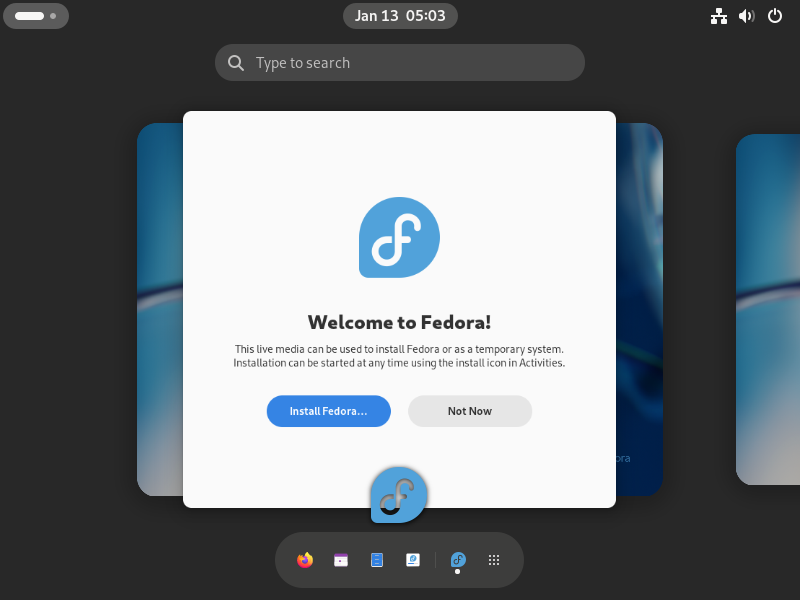 Jan 13 05:03
Type to search
Welcome to Fedora!
This live media can be used to install Fedora or as a temporary system.
Installation can be started at any time using the install icon in Activities.
Install Fedora...
Not Now
ora